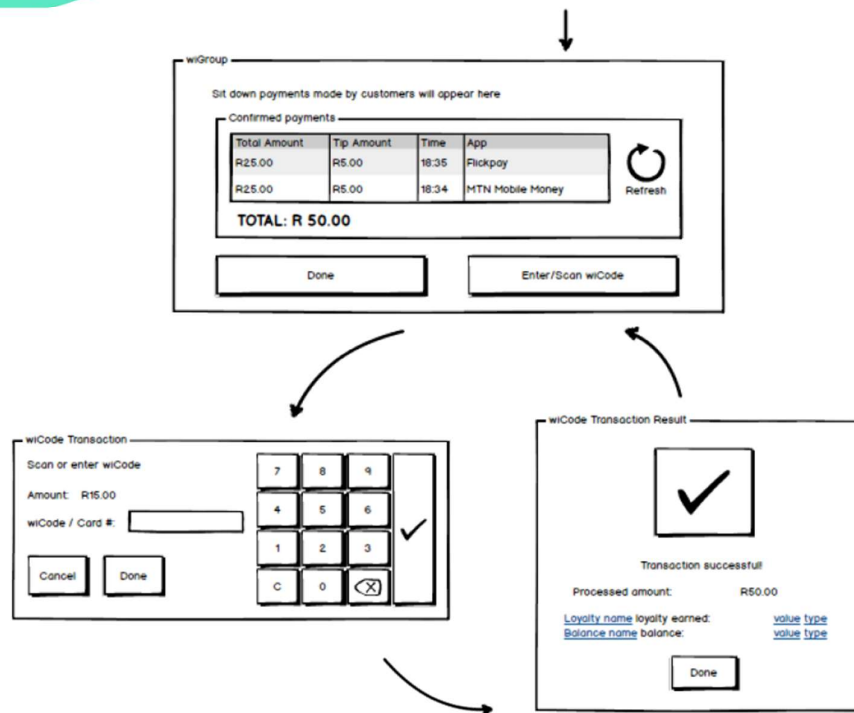 wiGroup
Sit down payments made by customers will appear here
Confirmed payments
Total Amount Tip Amount Time App
R25.00 R5.00 18:35 Flickpay
R25.00 R5.00 18:34 MTN Mobile Money
Refresh
TOTAL: R 50.00
Done Enter/Scan wiCode
wiCode Transaction
Scan or enter wiCode
Amount: R15.00
wiCode / Card #:
Cancel Done
7 8 9
4 5 6
1 2 3
C 0 X
wiCode Transaction Result
Transaction successful!
Processed amount: R50.00
Loyalty name loyalty earned: value type
Balance name balance: value type
Done